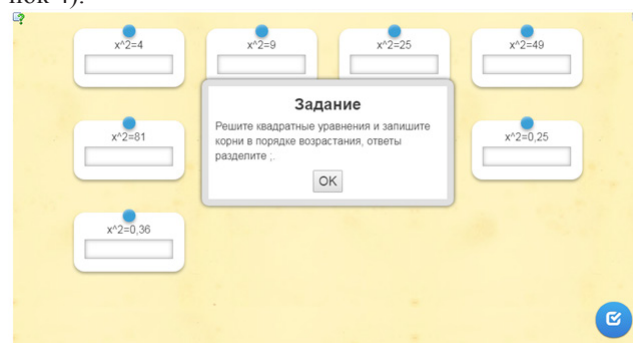 x^2=4
x^2=9
x^2=25
x^2=49
Задание
Решите квадратные уравнения и запишите
корни в порядке возрастания, ответы
разделите ;.
OK
x^2=81
x^2=0,25
x^2=0,36